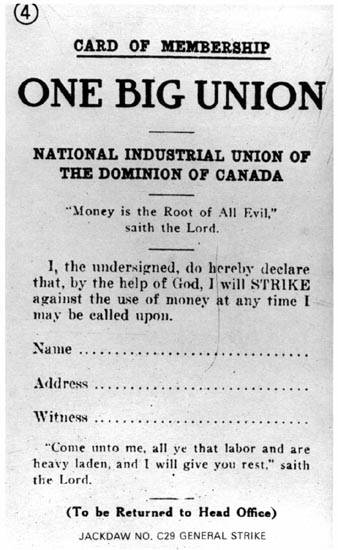 4
CARD OF MEMBERSHIP
ONE BIG UNION
NATIONAL INDUSTRIAL UNION OF
THE DOMINION OF CANADA
"Money is the Root of All Evil,"
saith the Lord.
I, the undersigned, do hereby declare
that, by the help of God, I will STRIKE
against the use of money at any time I
may be called upon.
Name ........................................
Address ...................................
Witness ...................................
"Come unto me, all ye that labor and are
heavy laden, and I will give you rest," saith
the Lord.
(To be Returned to Head Office)
JACKDAW NO. C29 GENERAL STRIKE